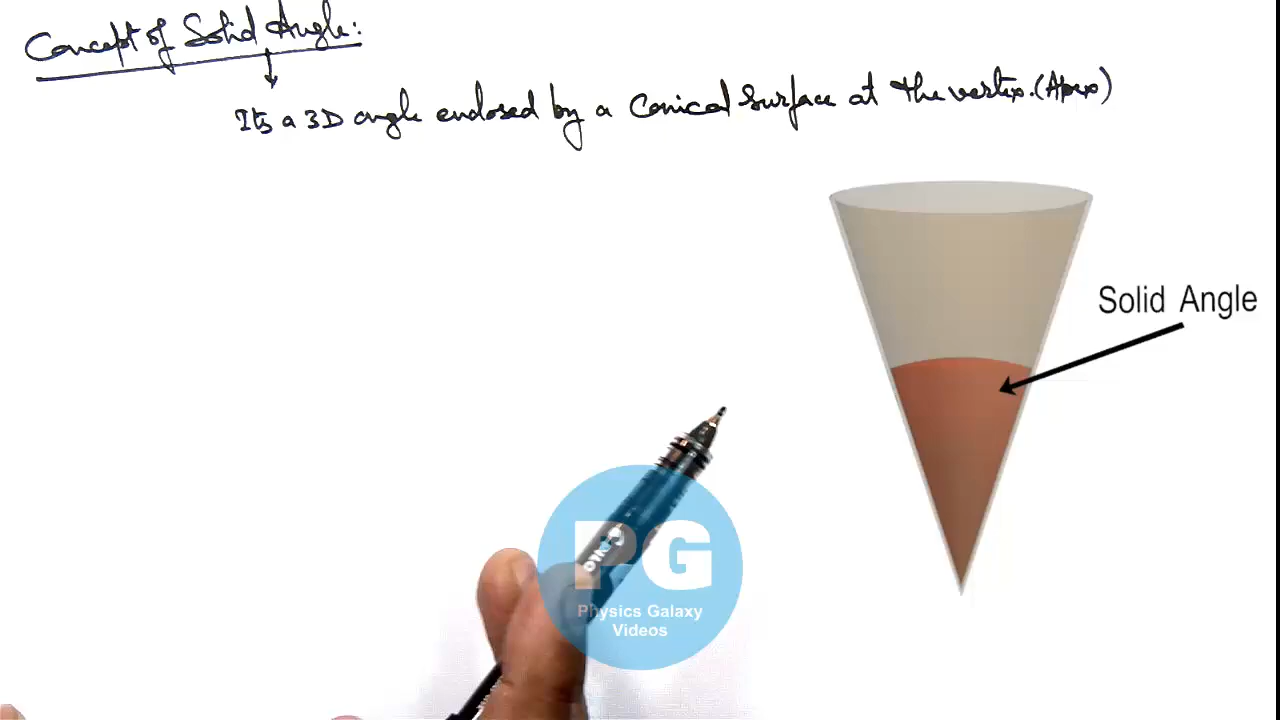 Concept of Solid Angle:
Its a 3D angle enclosed by a Conical Surface at the vertex. (Apex)
Solid Angle
PG
Physics Galaxy
Videos